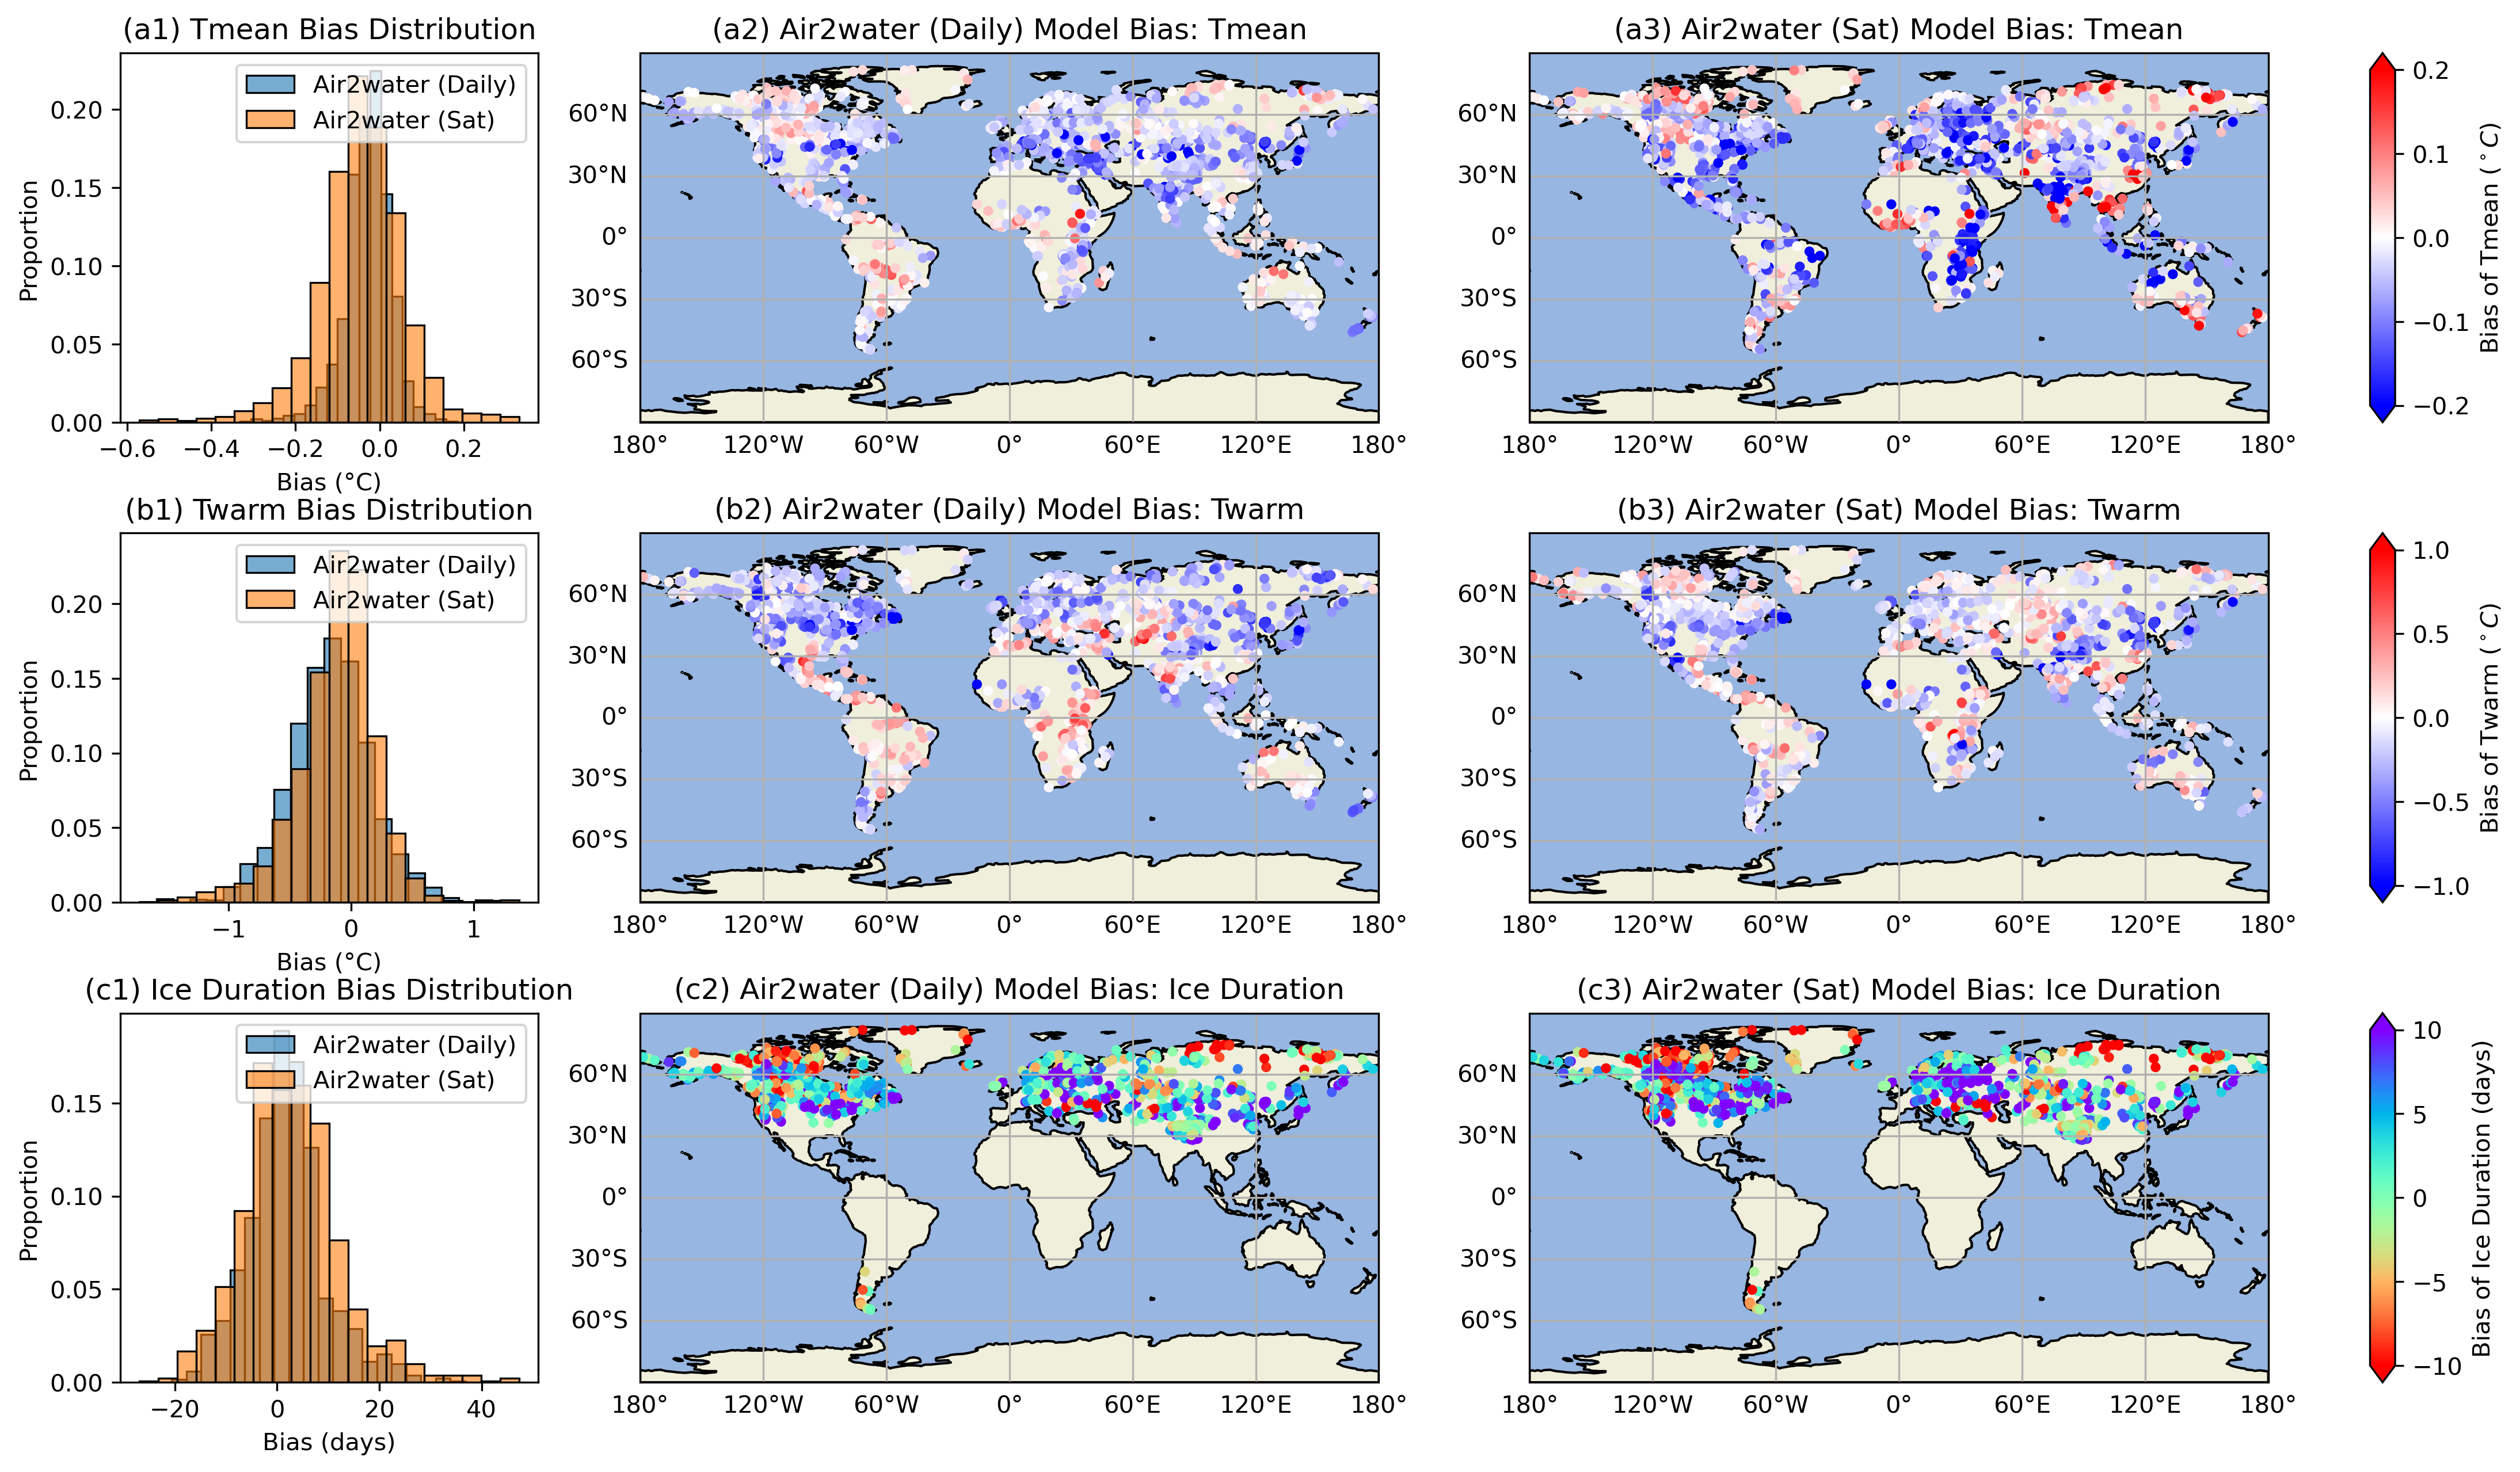 (a1) Tmean Bias Distribution
Proportion
0.20
0.15
0.10
0.05
0.00
−0.6 −0.4 −0.2 0.0 0.2
Bias (°C)
Air2water (Daily)
Air2water (Sat)
(a2) Air2water (Daily) Model Bias: Tmean
60°N
30°N
0°
30°S
60°S
180° 120°W 60°W 0° 60°E 120°E 180°
(a3) Air2water (Sat) Model Bias: Tmean
60°N
30°N
0°
30°S
60°S
180° 120°W 60°W 0° 60°E 120°E 180°
0.2
0.1
0.0
−0.1
−0.2
Bias of Tmean (°C)
(b1) Twarm Bias Distribution
Proportion
0.20
0.15
0.10
0.05
0.00
−1 0 1
Bias (°C)
Air2water (Daily)
Air2water (Sat)
(b2) Air2water (Daily) Model Bias: Twarm
60°N
30°N
0°
30°S
60°S
180° 120°W 60°W 0° 60°E 120°E 180°
(b3) Air2water (Sat) Model Bias: Twarm
60°N
30°N
0°
30°S
60°S
180° 120°W 60°W 0° 60°E 120°E 180°
1.0
0.5
0.0
−0.5
−1.0
Bias of Twarm (°C)
(c1) Ice Duration Bias Distribution
Proportion
0.15
0.10
0.05
0.00
−20 0 20 40
Bias (days)
Air2water (Daily)
Air2water (Sat)
(c2) Air2water (Daily) Model Bias: Ice Duration
60°N
30°N
0°
30°S
60°S
180° 120°W 60°W 0° 60°E 120°E 180°
(c3) Air2water (Sat) Model Bias: Ice Duration
60°N
30°N
0°
30°S
60°S
180° 120°W 60°W 0° 60°E 120°E 180°
10
5
0
−5
−10
Bias of Ice Duration (days)